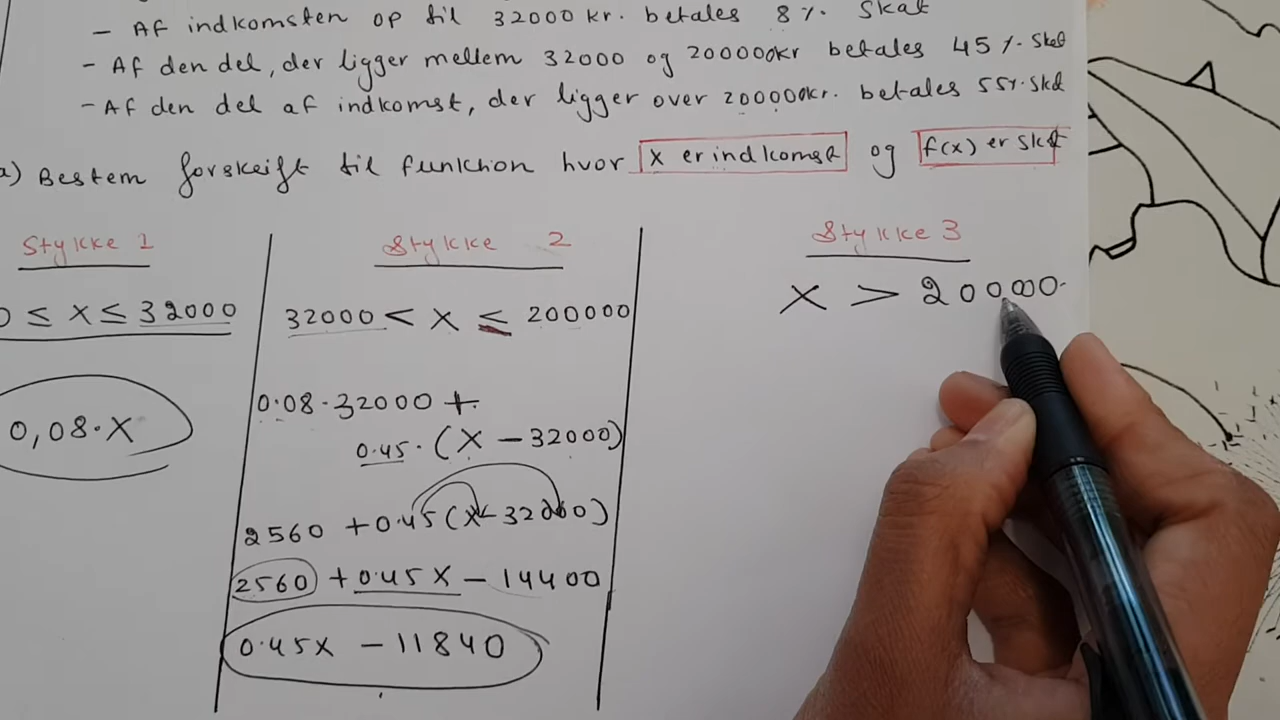 - Af indkomsten op til 32000 kr. betales 8 %. Skat
- Af den del, der ligger mellem 32000 og 200000kr betales 45 %. Skat
- Af den del af indkomst, der ligger over 200000kr. betales 55%. Skat
a) Bestem forskrift til funktion hvor x er indkomst og f(x) er skat
Stykke 1
0 ≤ x ≤ 32000
0,08·x
Stykke 2
32000 < x ≤ 200000
0.08·32000 +
0.45·(x - 32000)
2560 + 0.45(x - 32000)
2560 + 0.45x - 14400
0.45x - 11840
Stykke 3
x > 200000